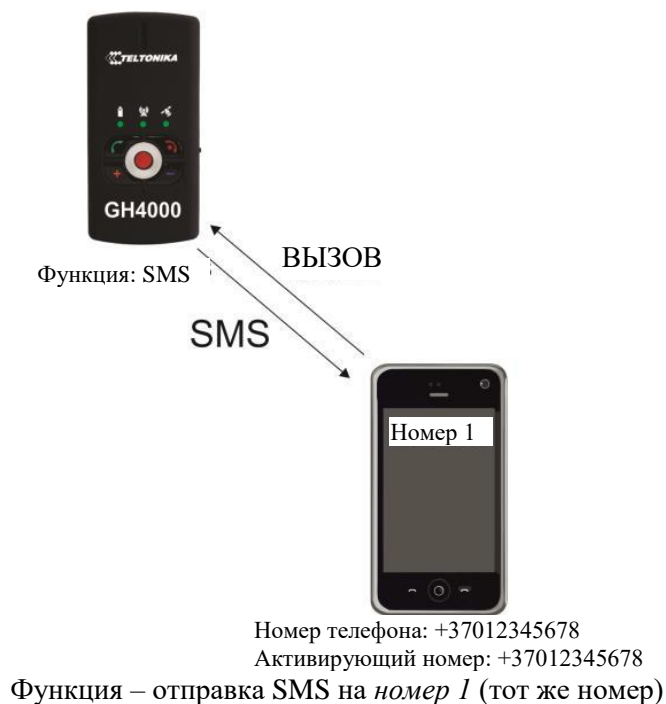 TELTONIKA
GH4000
Функция: SMS
ВЫЗОВ
SMS
Номер 1
Номер телефона: +37012345678
Активирующий номер: +37012345678
Функция – отправка SMS на номер 1 (тот же номер)